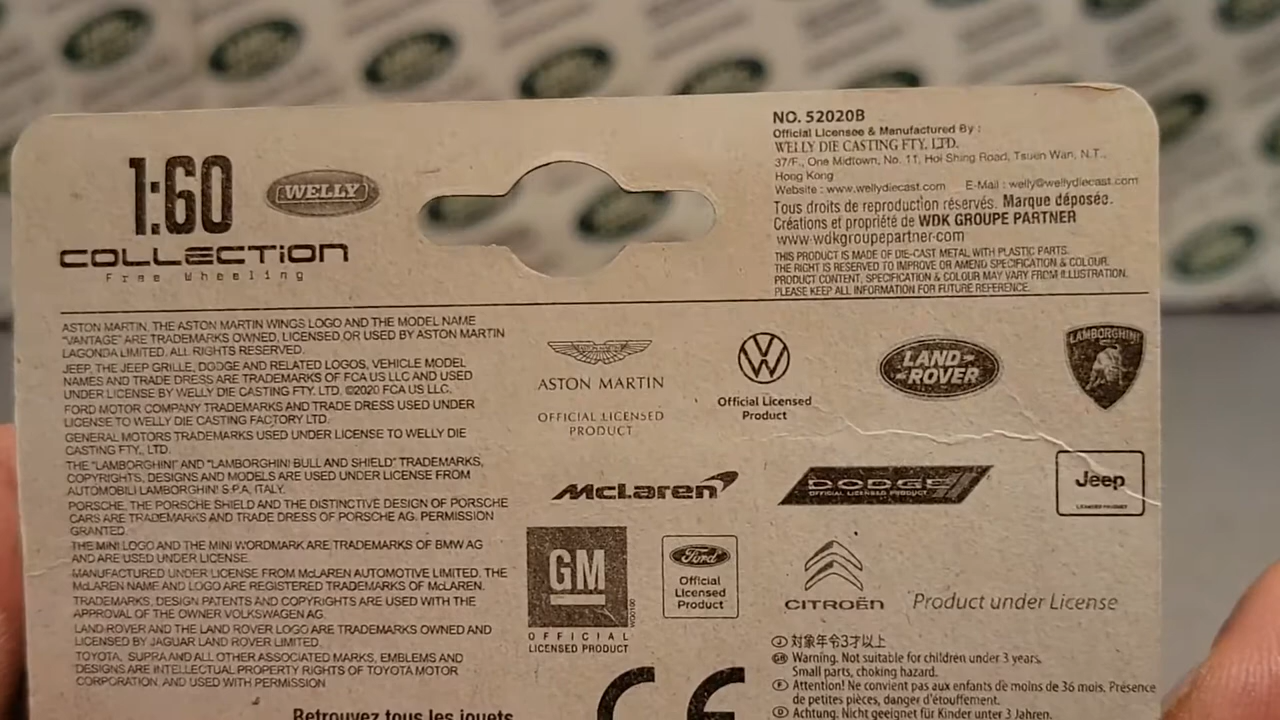 1:60
COLLECTION
Free Wheeling
WELLY
NO. 52020B
Official Licensee & Manufactured By :
WELLY DIE CASTING FTY. LTD.
37/F., One Midtown, No. 11, Hoi Shing Road, Tsuen Wan, N.T.,
Hong Kong
Website : www.wellydiecast.com E-Mail : welly@wellydiecast.com
Tous droits de reproduction réservés. Marque déposée.
Créations et propriété de WDK GROUPE PARTNER
www.wdkgroupepartner.com
THIS PRODUCT IS MADE OF DIE-CAST METAL WITH PLASTIC PARTS.
THE RIGHT IS RESERVED TO IMPROVE OR AMEND SPECIFICATION & COLOUR.
PRODUCT CONTENT, SPECIFICATION & COLOUR MAY VARY FROM ILLUSTRATION.
PLEASE KEEP ALL INFORMATION FOR FUTURE REFERENCE.
ASTON MARTIN, THE ASTON MARTIN WINGS LOGO AND THE MODEL NAME
"VANTAGE" ARE TRADEMARKS OWNED, LICENSED OR USED BY ASTON MARTIN
LAGONDA LIMITED. ALL RIGHTS RESERVED.
JEEP, THE JEEP GRILLE, DODGE AND RELATED LOGOS, VEHICLE MODEL
NAMES AND TRADE DRESS ARE TRADEMARKS OF FCA US LLC AND USED
UNDER LICENSE BY WELLY DIE CASTING FTY. LTD. ©2020 FCA US LLC.
FORD MOTOR COMPANY TRADEMARKS AND TRADE DRESS USED UNDER
LICENSE TO WELLY DIE CASTING FACTORY LTD.
GENERAL MOTORS TRADEMARKS USED UNDER LICENSE TO WELLY DIE
CASTING FTY., LTD.
THE "LAMBORGHINI" AND "LAMBORGHINI BULL AND SHIELD" TRADEMARKS,
COPYRIGHTS, DESIGNS AND MODELS ARE USED UNDER LICENSE FROM
AUTOMOBILI LAMBORGHINI S.P.A, ITALY.
PORSCHE, THE PORSCHE SHIELD AND THE DISTINCTIVE DESIGN OF PORSCHE
CARS ARE TRADEMARKS AND TRADE DRESS OF PORSCHE AG. PERMISSION
GRANTED.
THE MINI LOGO AND THE MINI WORDMARK ARE TRADEMARKS OF BMW AG
AND ARE USED UNDER LICENSE.
MANUFACTURED UNDER LICENSE FROM McLAREN AUTOMOTIVE LIMITED. THE
McLAREN NAME AND LOGO ARE REGISTERED TRADEMARKS OF McLAREN.
TRADEMARKS, DESIGN PATENTS AND COPYRIGHTS ARE USED WITH THE
APPROVAL OF THE OWNER VOLKSWAGEN AG.
LAND ROVER AND THE LAND ROVER LOGO ARE TRADEMARKS OWNED AND
LICENSED BY JAGUAR LAND ROVER LIMITED.
TOYOTA, SUPRA AND ALL OTHER ASSOCIATED MARKS, EMBLEMS AND
DESIGNS ARE INTELLECTUAL PROPERTY RIGHTS OF TOYOTA MOTOR
CORPORATION, AND USED WITH PERMISSION
Retrouvez tous les jouets
ASTON MARTIN
OFFICIAL LICENSED
PRODUCT
Official Licensed
Product
LAND-
-ROVER
LAMBORGHINI
McLaren
DODGE
OFFICIAL LICENSED PRODUCT
Jeep
LICENSED PRODUCT
GM
OFFICIAL
LICENSED PRODUCT
Ford
Official
Licensed
Product
CITROËN
Product under License
CE
J 対象年令3才以上
GB Warning. Not suitable for children under 3 years.
Small parts, choking hazard.
F Attention! Ne convient pas aux enfants de moins de 36 mois. Présence
de petites pièces, danger d'étouffement.
D Achtung. Nicht geeignet für Kinder unter 3 Jahren.